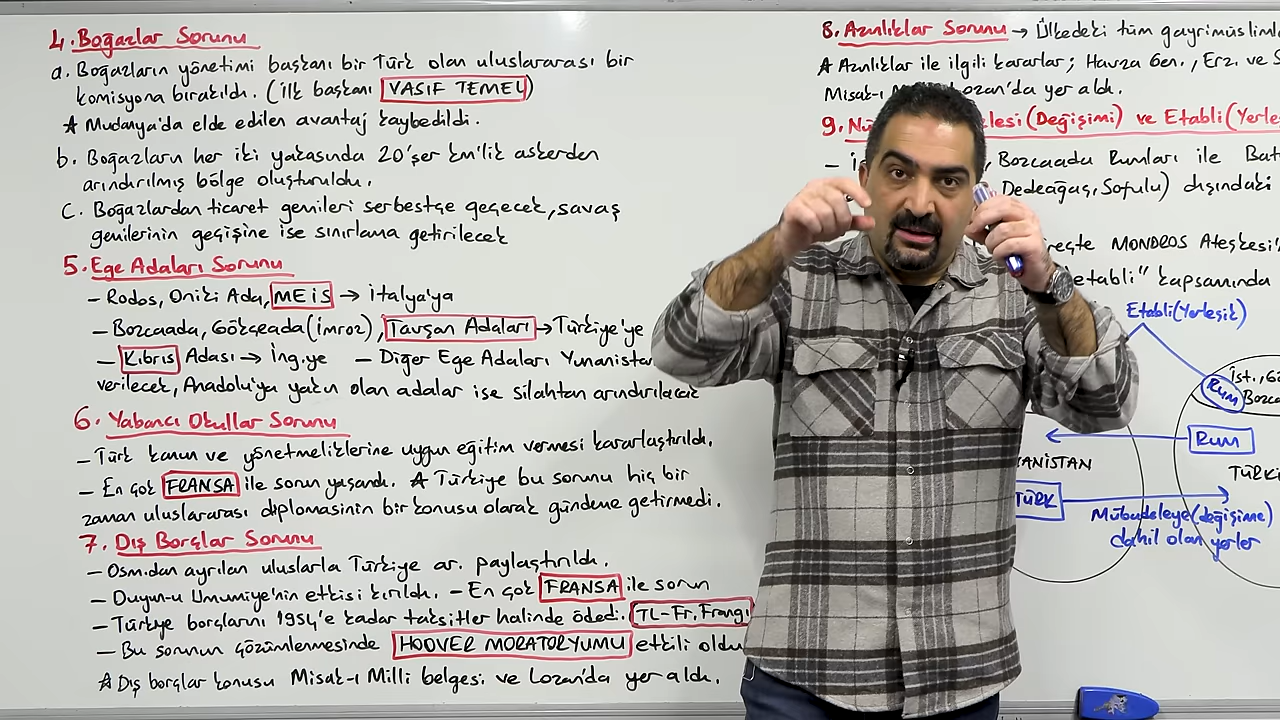 4. Boğazlar Sorunu
a. Boğazların yönetimi başkanı bir Türk olan uluslararası bir
komisyona bırakıldı. (İlk başkanı VASIF TEMEL)
★ Mudanya'da elde edilen avantaj kaybedildi.
b. Boğazların her iki yakasında 20'şer km'lik askerden
arındırılmış bölge oluşturuldu.
C. Boğazlardan ticaret gemileri serbestçe geçecek, savaş
gemilerinin geçişine ise sınırlama getirilecek
5. Ege Adaları Sorunu
- Rodos, Oniki Ada, MEİS → İtalya'ya
- Bozcaada, Gökçeada (İmroz), Tavşan Adaları → Türkiye'ye
- Kıbrıs Adası → İng.ye - Diğer Ege Adaları Yunanistan
verilecek, Anadolu'ya yakın olan adalar ise silahtan arındırılacak
6. Yabancı Okullar Sorunu
- Türk kanun ve yönetmeliklerine uygun eğitim vermesi kararlaştırıldı.
- En çok FRANSA ile sorun yaşandı. ★ Türkiye bu sorunu hiç bir
zaman uluslararası diplomasinin bir konusu olarak gündeme getirmedi.
7. Dış Borçlar Sorunu
- Osm.dan ayrılan uluslarla Türkiye ar. paylaştırıldı.
- Duyun-u Umumiye'nin etkisi kırıldı. - En çok FRANSA ile sorun
- Türkiye borçlarını 1954'e kadar taksitler halinde ödedi. TL-Fr. Frangı
- Bu sorunun çözümlenmesinde HOOVER MORATORYUMU etkili oldu
★ Dış borçlar konusu Misak-ı Milli belgesi ve Lozan'da yer aldı.
8. Azınlıklar Sorunu → Ülkedeki tüm gayrimüslimle
★ Azınlıklar ile ilgili kararlar; Havza Gen., Erz. ve S
Misak-ı M Lozan'da yer aldı.
9. Nü lesi (Değişimi) ve Etabli (Yerleş
- İ , Bozcaada Rumları ile Bat
Dedeağaç, Sofulu) dışındaki
reçte MONDROS Ateşkesi'
etabli" kapsamında
Etabli (Yerleşik)
İst., G
Bozca
Rum
Rum
ANİSTAN
TÜRKİ
TÜRK
Mübadeleye (değişime)
dahil olan yerler